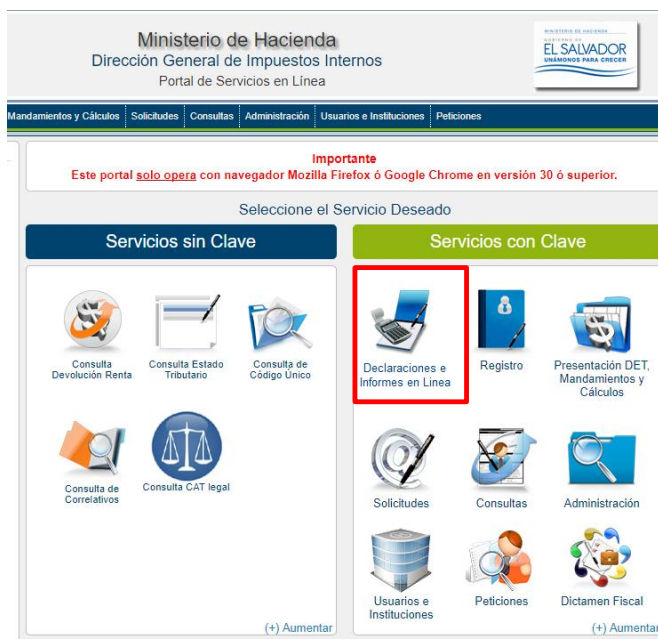 Ministerio de Hacienda
Dirección General de Impuestos Internos
Portal de Servicios en Línea
MINISTERIO DE HACIENDA
GOBIERNO DE
EL SALVADOR
UNÁMONOS PARA CRECER
Mandamientos y Cálculos Solicitudes Consultas Administración Usuarios e Instituciones Peticiones
Importante
Este portal solo opera con navegador Mozilla Firefox ó Google Chrome en versión 30 ó superior.
Seleccione el Servicio Deseado
Servicios sin Clave
Servicios con Clave
Consulta
Devolución Renta
Consulta Estado
Tributario
Consulta de
Código Único
Declaraciones e
Informes en Linea
Registro
Presentación DET,
Mandamientos y
Cálculos
Consulta de
Correlativos
Consulta CAT legal
Solicitudes
Consultas
Administración
Usuarios e
Instituciones
Peticiones
Dictamen Fiscal
(+) Aumentar
(+) Aumentar